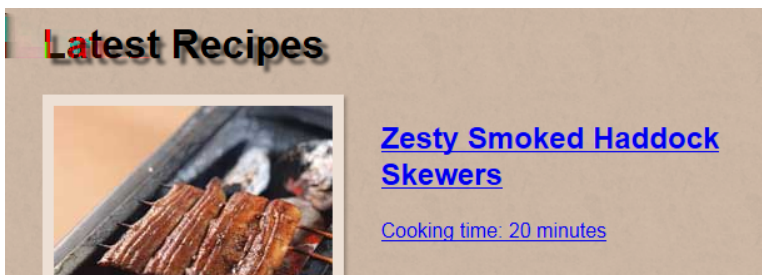 Latest Recipes
Zesty Smoked Haddock
Skewers
Cooking time: 20 minutes